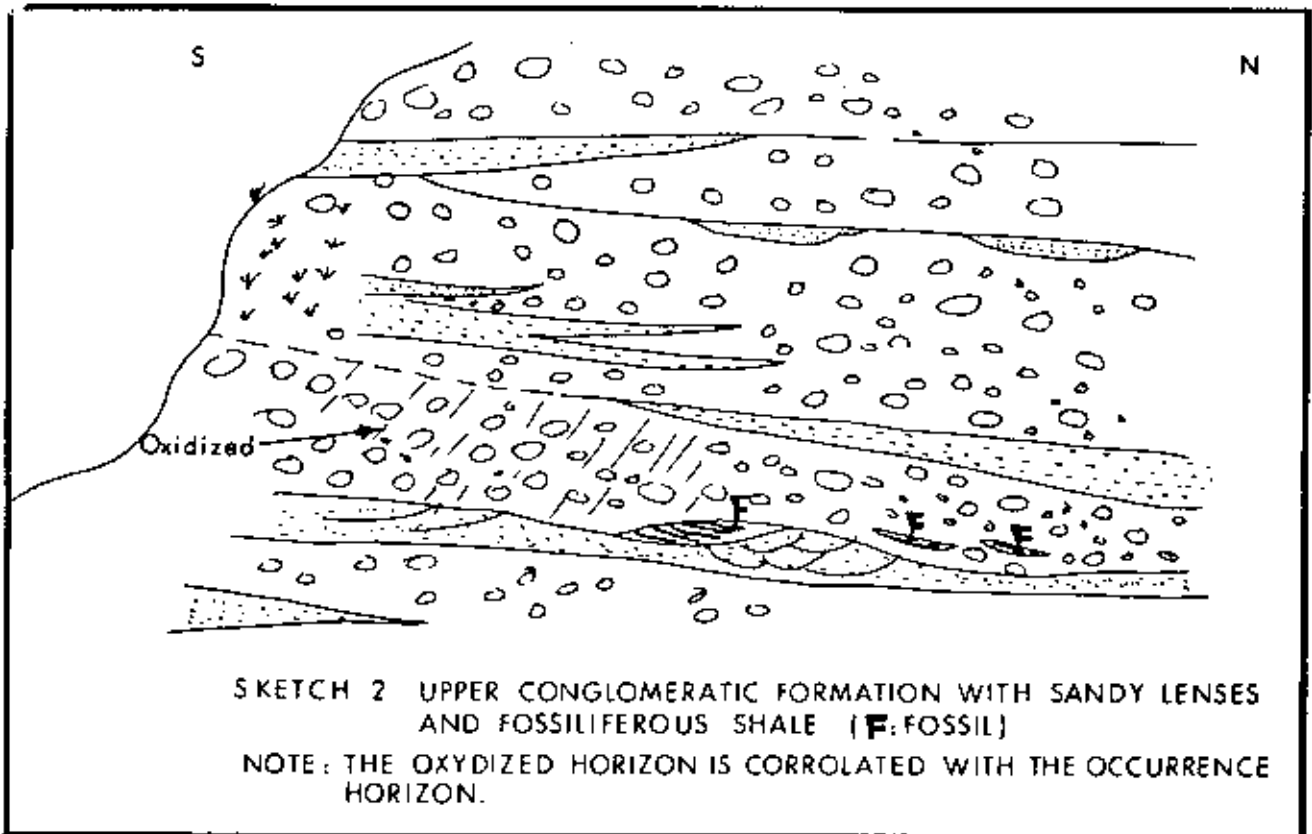 S
N
Oxidized
F
F
F
SKETCH 2 UPPER CONGLOMERATIC FORMATION WITH SANDY LENSES
AND FOSSILIFEROUS SHALE (F:FOSSIL)
NOTE: THE OXYDIZED HORIZON IS CORROLATED WITH THE OCCURRENCE
HORIZON.